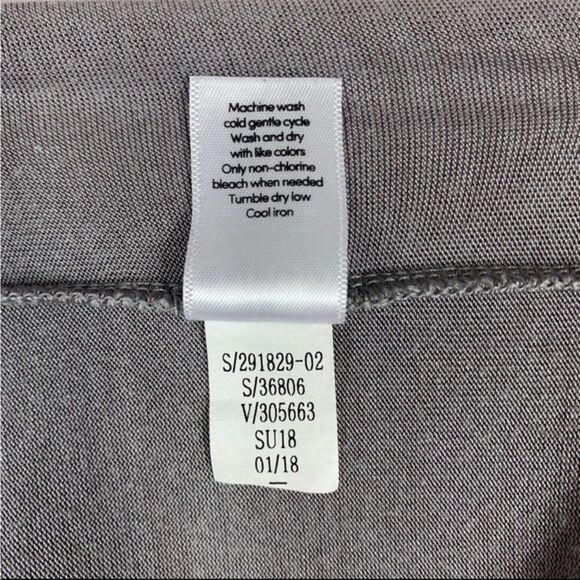 Machine wash
cold gentle cycle
Wash and dry
with like colors
Only non-chlorine
bleach when needed
Tumble dry low
Cool iron
S/291829-02
S/36806
V/305663
SU18
01/18